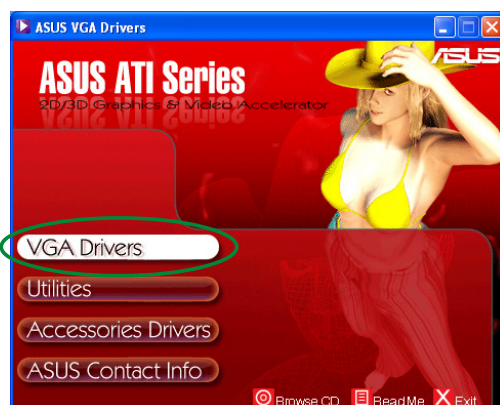 ASUS VGA Drivers
ASUS
ASUS ATI Series
2D/3D Graphics & Video Accelerator
VGA Drivers
Utilities
Accessories Drivers
ASUS Contact Info
Browse CD ReadMe Exit